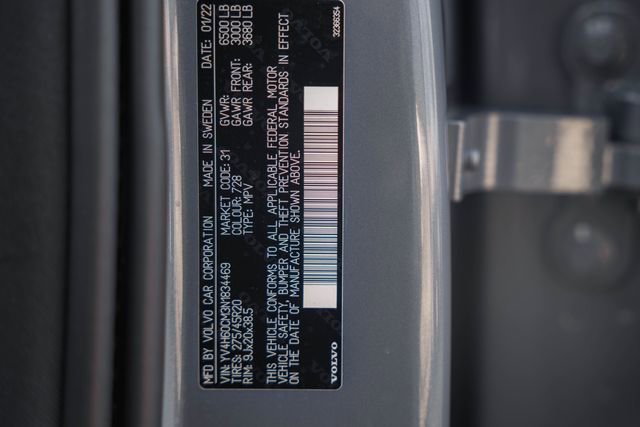 MFD BY VOLVO CAR CORPORATION MADE IN SWEDEN DATE: 01/22
VIN: YV4H60CM3N1834469 MARKET CODE: 31 GVWR: 6500 LB
TIRES: 275/45R20 COLOUR: 728 GAWR FRONT: 3000 LB
RIM: 9Jx20x38.5 TYPE: MPV GAWR REAR: 3680 LB
THIS VEHICLE CONFORMS TO ALL APPLICABLE FEDERAL MOTOR
VEHICLE SAFETY, BUMPER AND THEFT PREVENTION STANDARDS IN EFFECT
ON THE DATE OF MANUFACTURE SHOWN ABOVE.
VOLVO 32366354